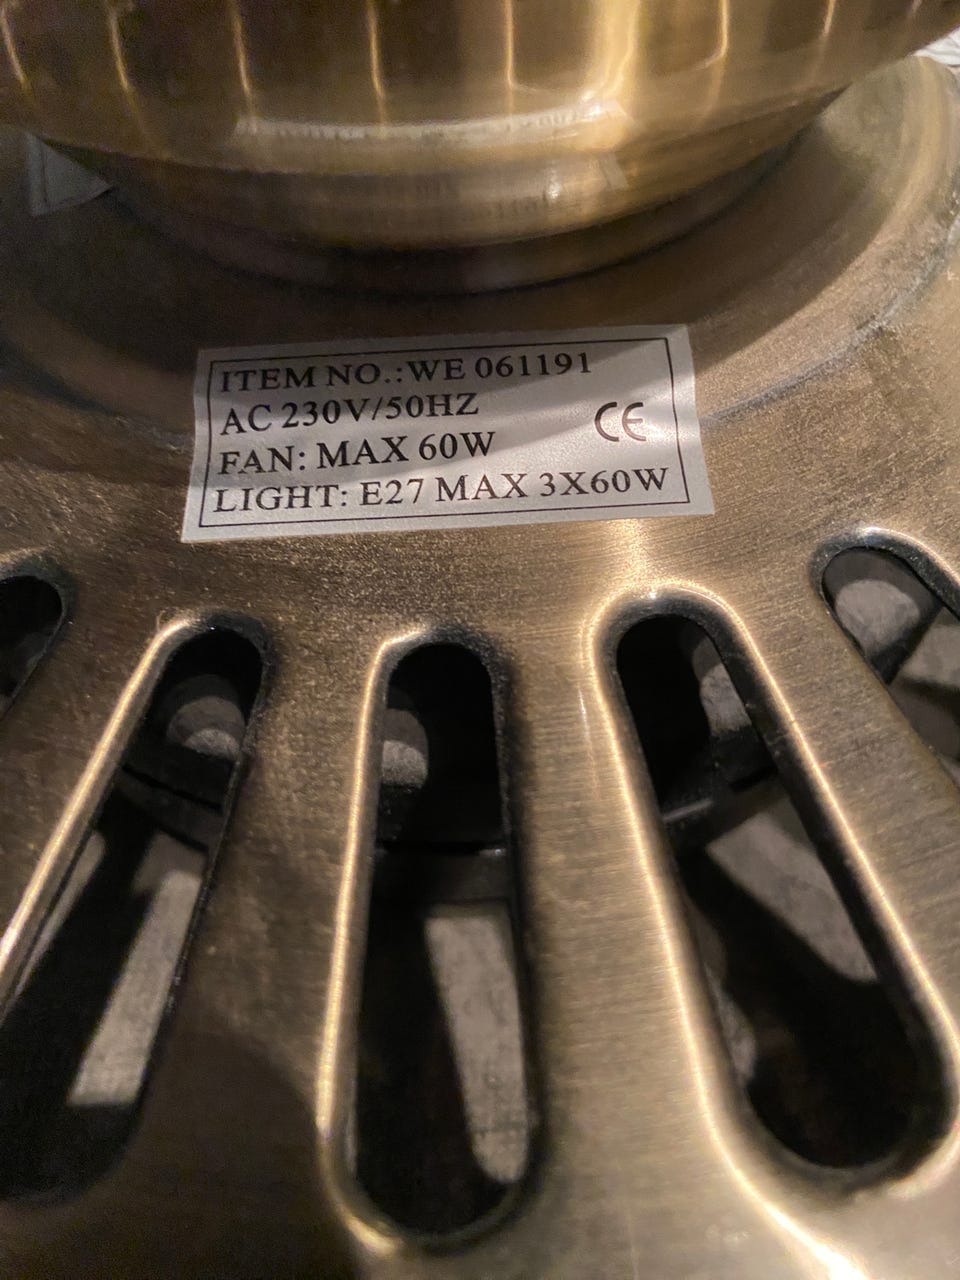 ITEM NO.: WE 061191
AC 230V/50HZ
CE
FAN: MAX 60W
LIGHT: E27 MAX 3X60W